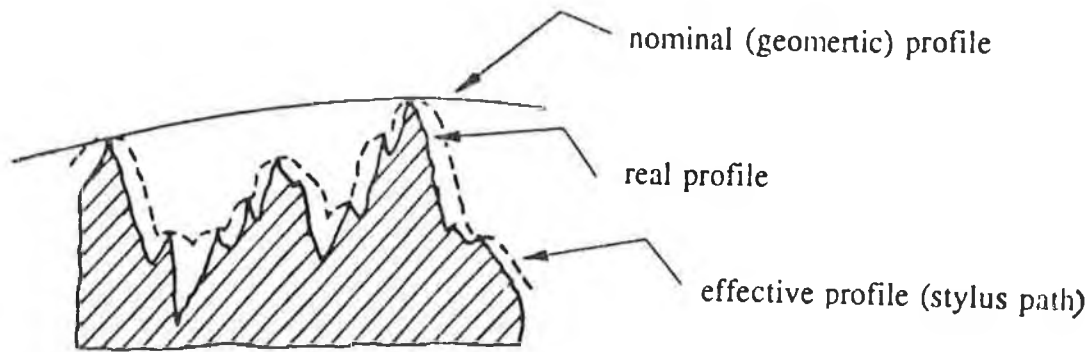 nominal (geomertic) profile
real profile
effective profile (stylus path)